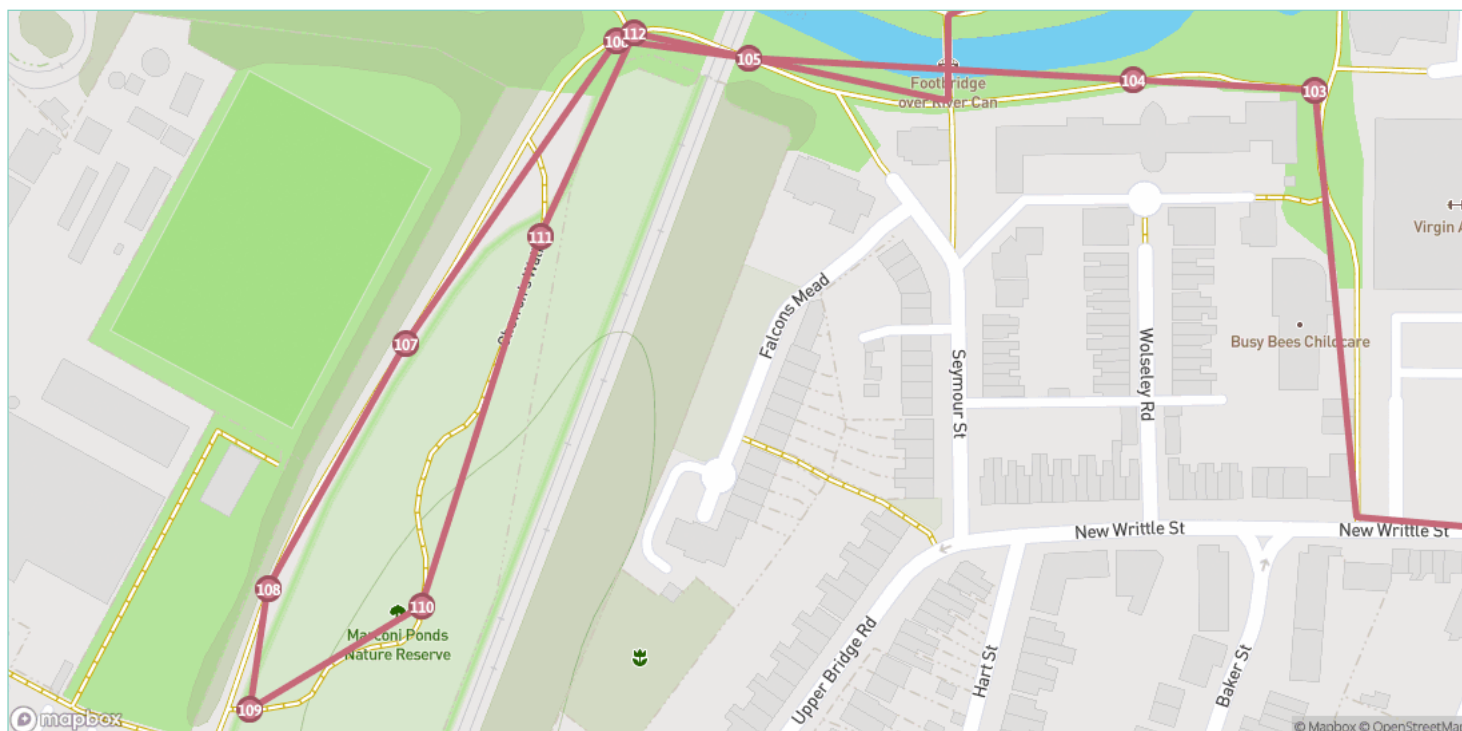 112
106
105
Footbridge
over River Can
104
103
Virgin A
111
107
Falcons Mead
Seymour St
Wolseley Rd
Busy Bees Childcare
108
110
Marconi Ponds
Nature Reserve
109
New Writtle St
New Writtle St
Upper Bridge Rd
Hart St
Baker St
mapbox
© Mapbox © OpenStreetMap